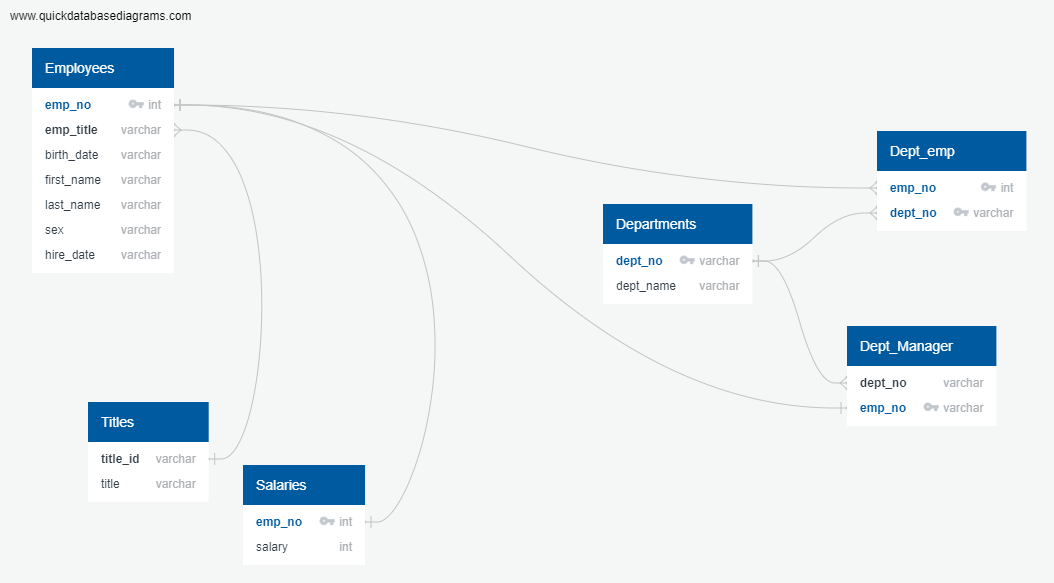 www.quickdatabasediagrams.com
Employees
emp_no int
emp_title varchar
birth_date varchar
first_name varchar
last_name varchar
sex varchar
hire_date varchar
Dept_emp
emp_no int
dept_no varchar
Departments
dept_no varchar
dept_name varchar
Dept_Manager
dept_no varchar
emp_no varchar
Titles
title_id varchar
title varchar
Salaries
emp_no int
salary int